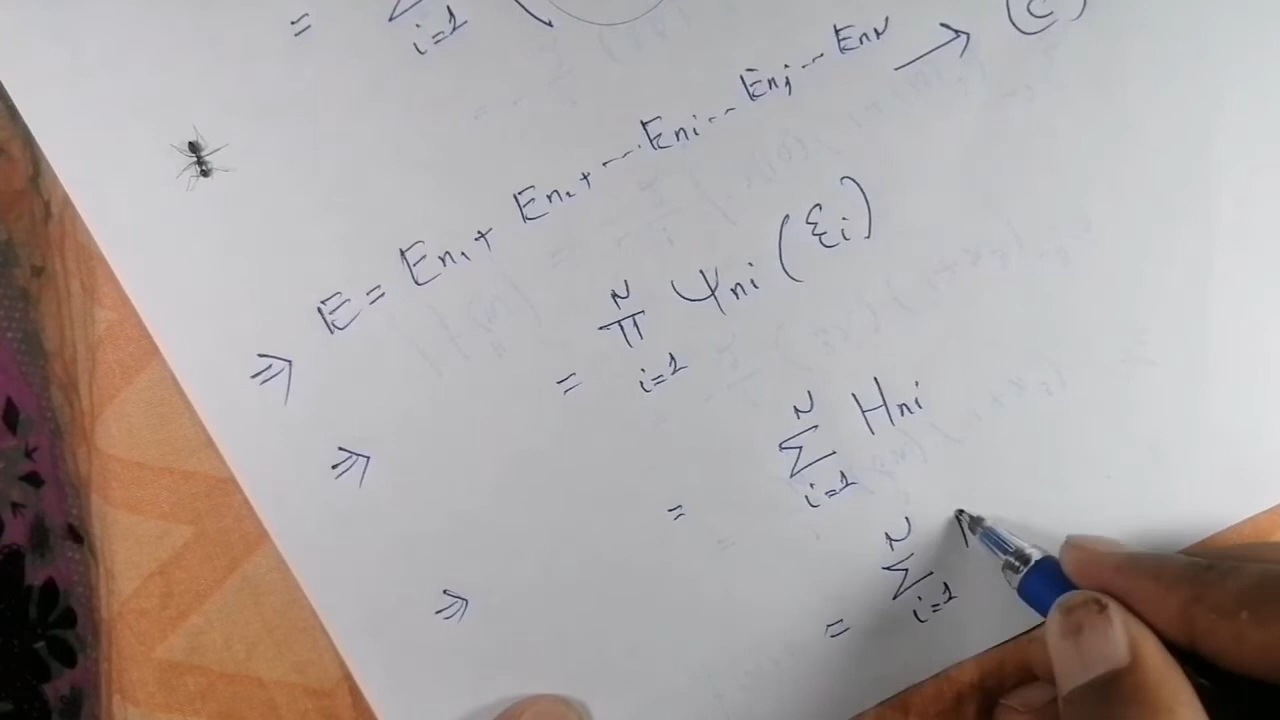 = Σ i=1 (
⇒ E = En₁ + En₂ + --- Eni --- Enj --- EnN → (C)
⇒ = N π i=1 Ψni (ξi)
⇒ = N Σ i=1 Hni
= N Σ i=1